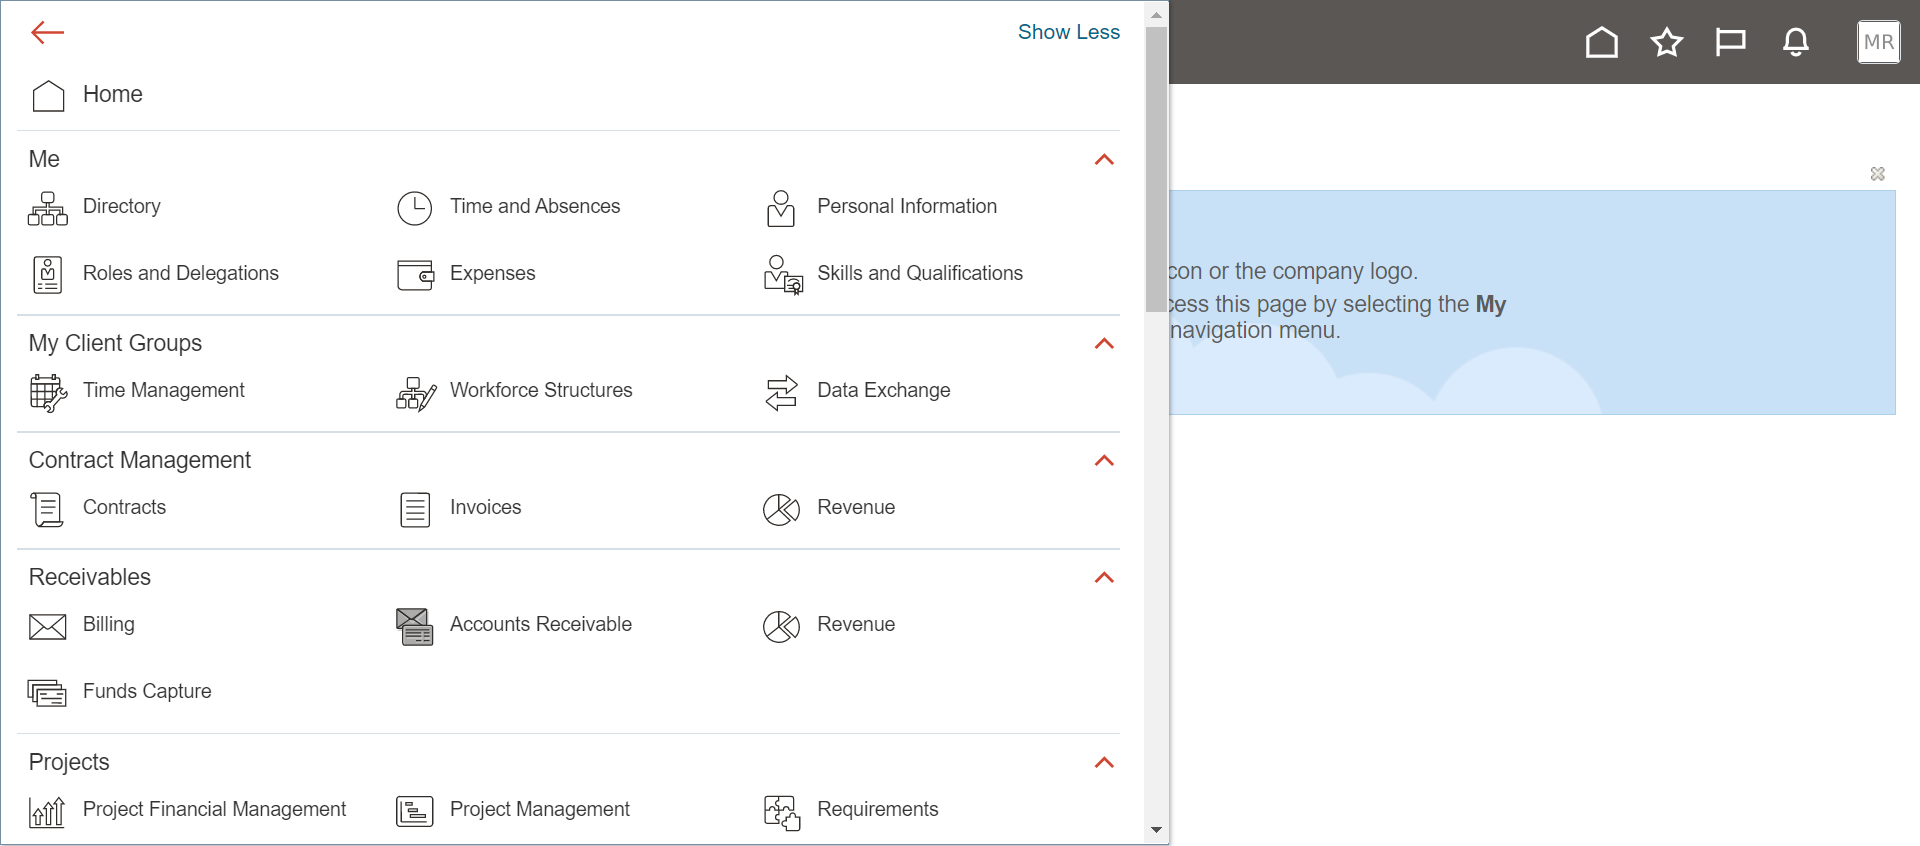 Show Less
MR
Home
Me
Directory
Time and Absences
Personal Information
Roles and Delegations
Expenses
Skills and Qualifications
My Client Groups
Time Management
Workforce Structures
Data Exchange
Contract Management
Contracts
Invoices
Revenue
Receivables
Billing
Accounts Receivable
Revenue
Funds Capture
Projects
Project Financial Management
Project Management
Requirements
con or the company logo.
cess this page by selecting the My
navigation menu.